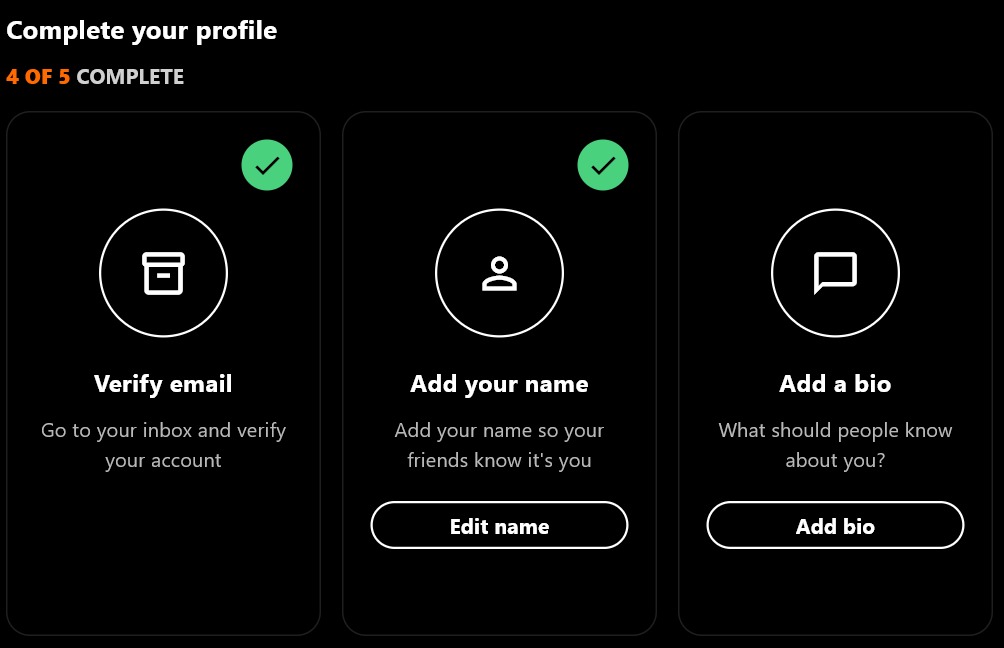 Complete your profile
4 OF 5 COMPLETE
Verify email
Go to your inbox and verify
your account
Add your name
Add your name so your
friends know it's you
Edit name
Add a bio
What should people know
about you?
Add bio